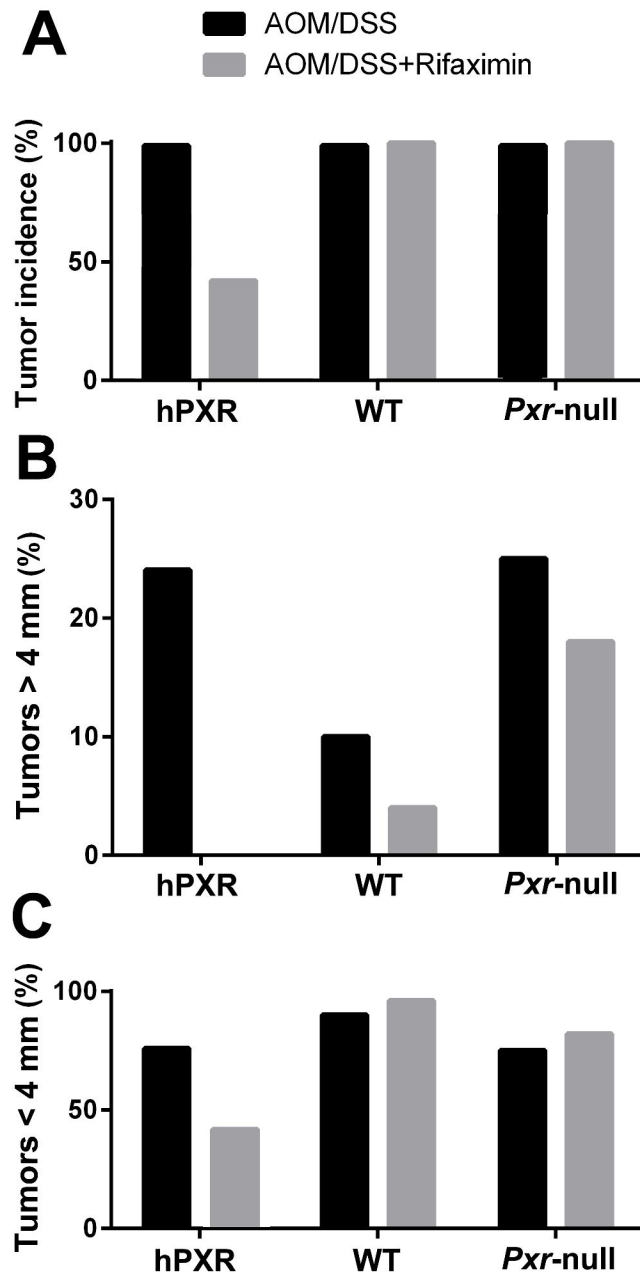 A
AOM/DSS
AOM/DSS+Rifaximin
Tumor incidence (%)
100
50
0
hPXR WT Pxr-null
B
Tumors > 4 mm (%)
30
20
10
0
hPXR WT Pxr-null
C
Tumors < 4 mm (%)
100
50
0
hPXR WT Pxr-null